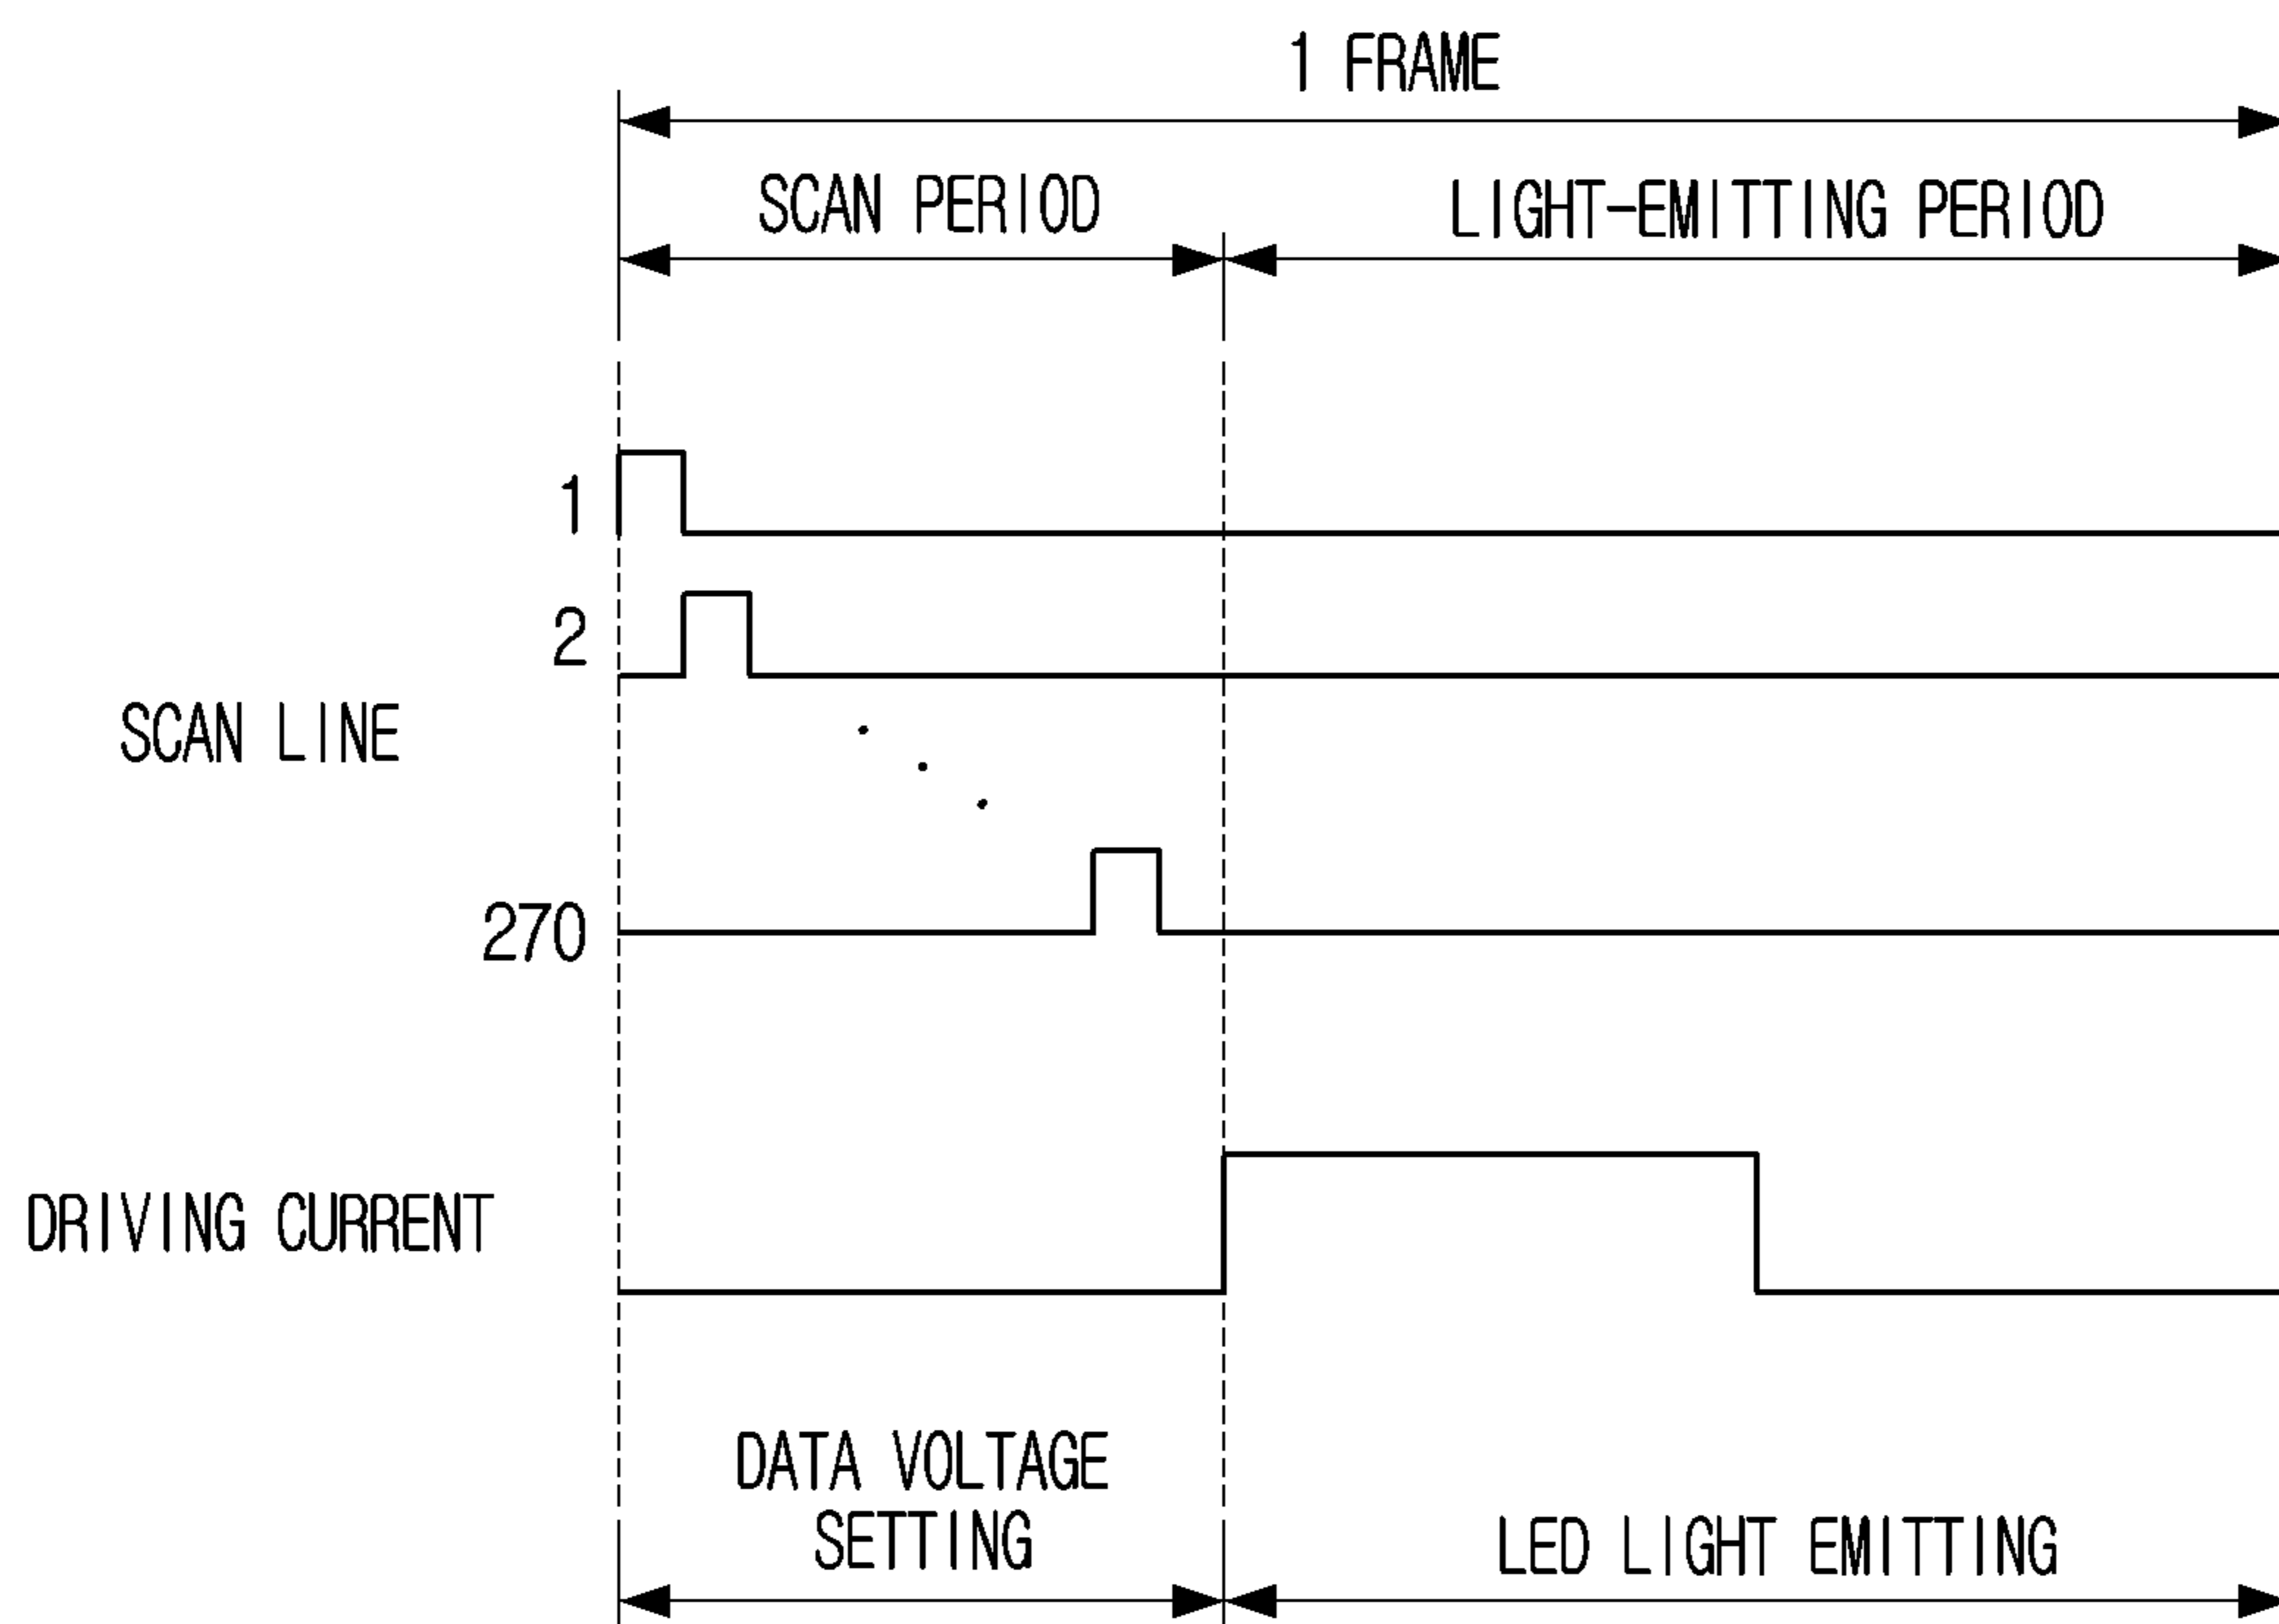 1 FRAME
SCAN PERIOD
LIGHT-EMITTING PERIOD
1
2
SCAN LINE
270
DRIVING CURRENT
DATA VOLTAGE
SETTING
LED LIGHT EMITTING